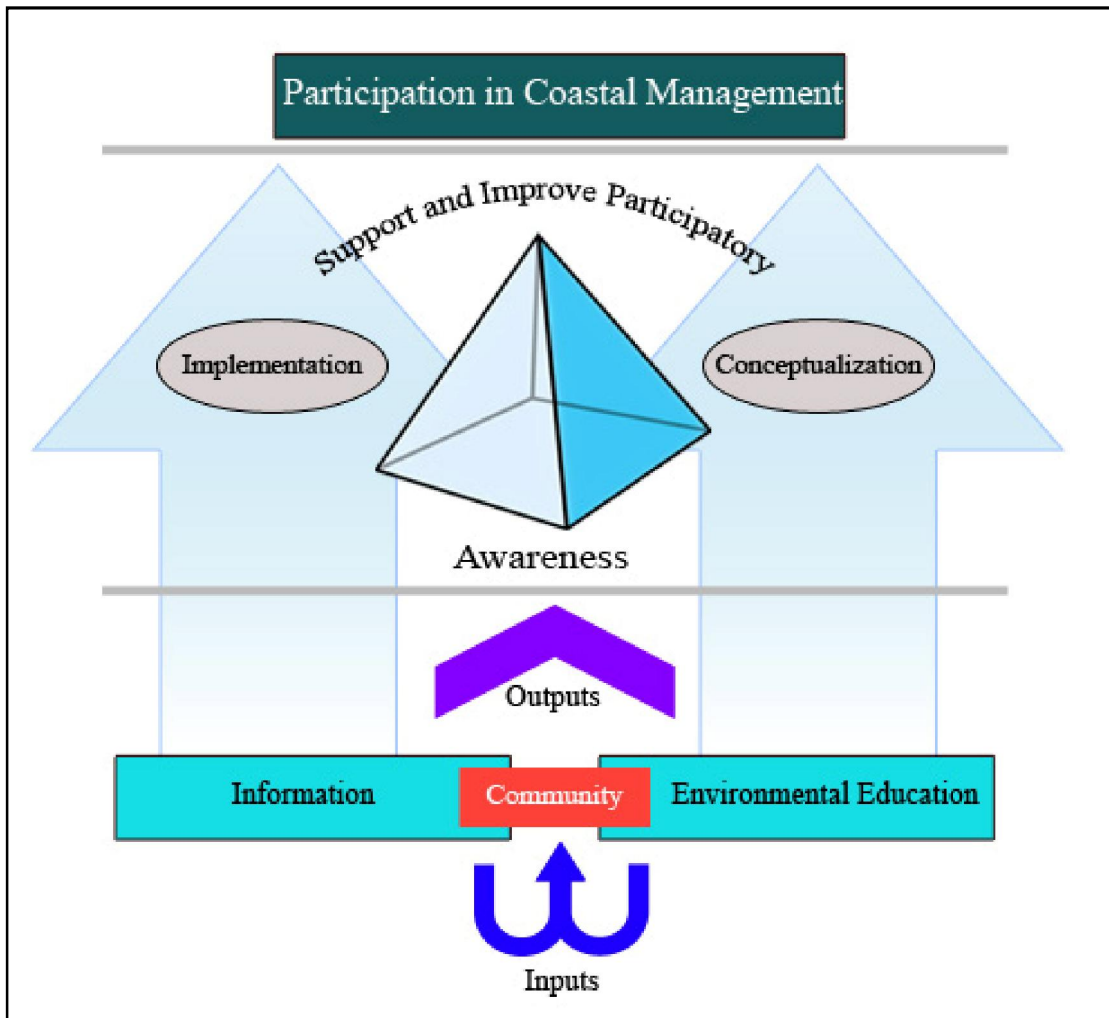 Participation in Coastal Management
Support and Improve Participatory
Implementation
Conceptualization
Awareness
Outputs
Information
Community
Environmental Education
Inputs